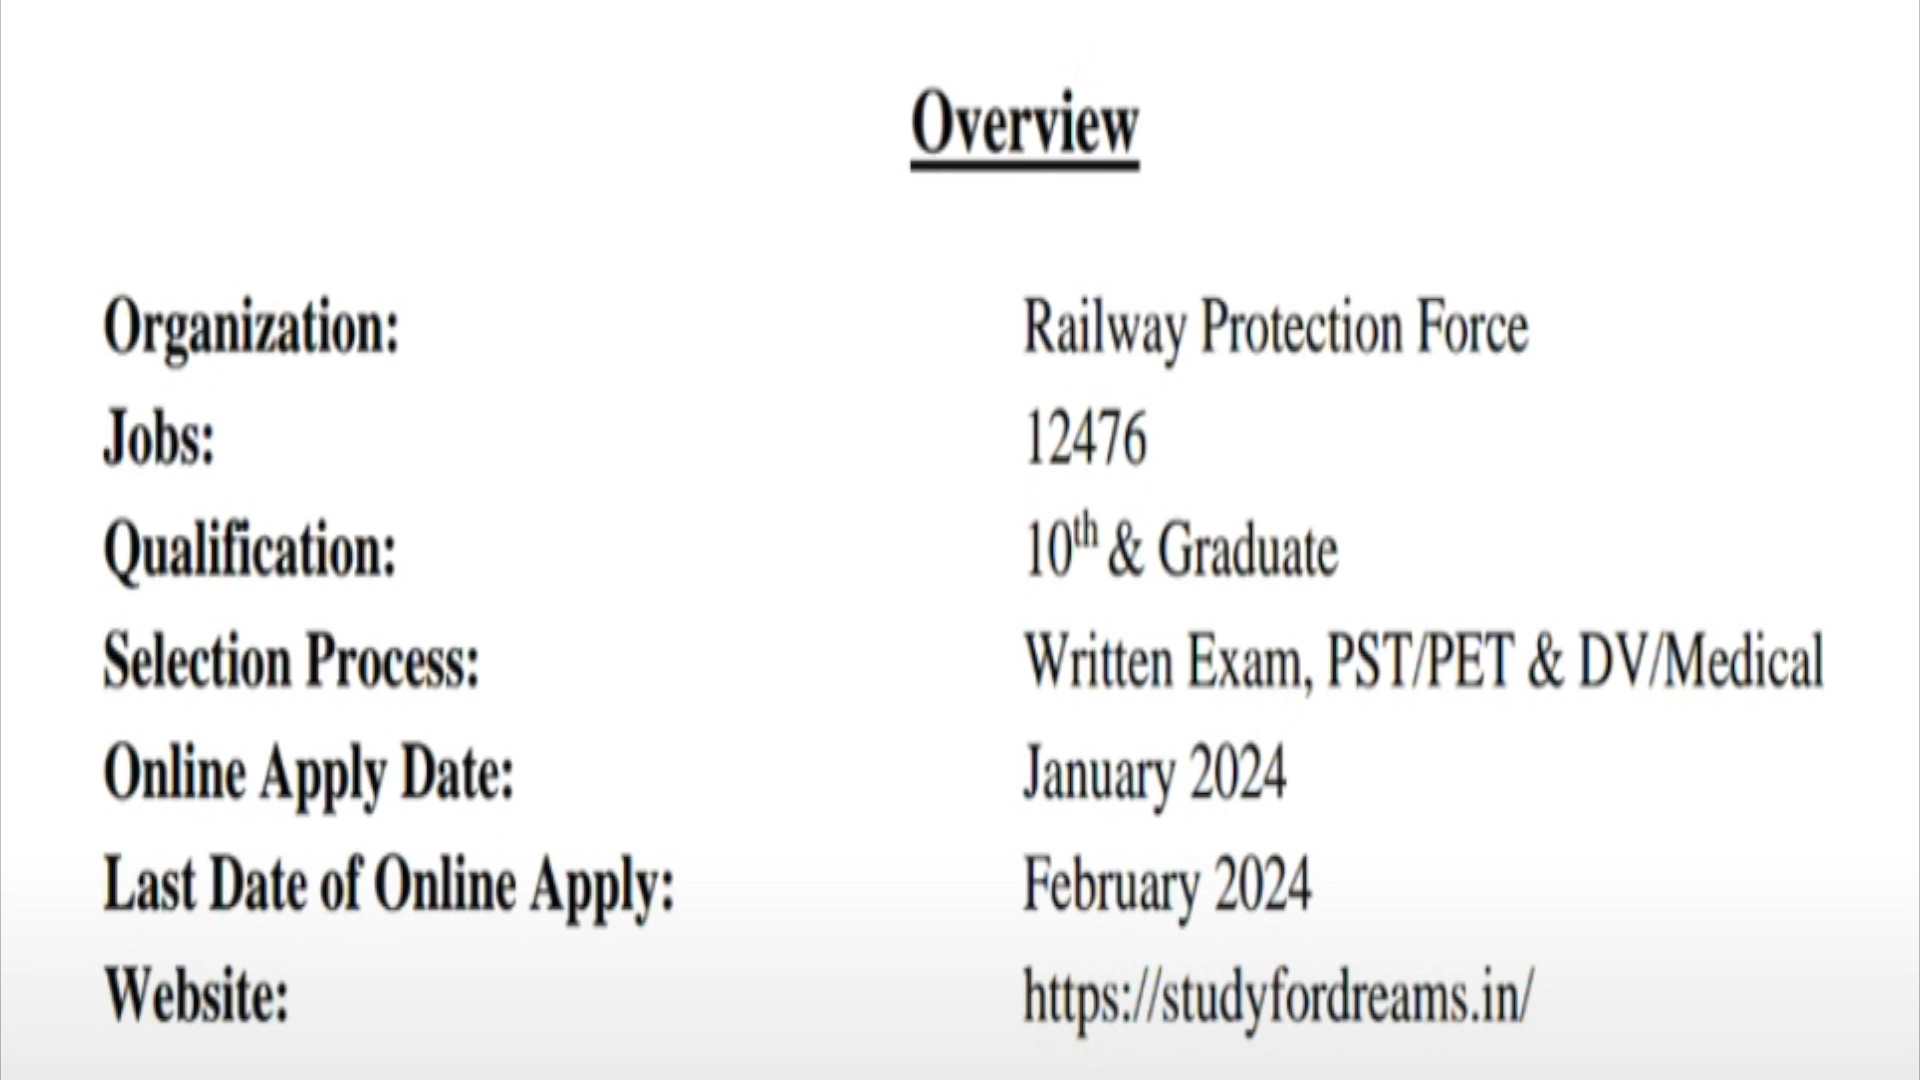 Overview
Organization: Railway Protection Force
Jobs: 12476
Qualification: 10th & Graduate
Selection Process: Written Exam, PST/PET & DV/Medical
Online Apply Date: January 2024
Last Date of Online Apply: February 2024
Website: https://studyfordreams.in/